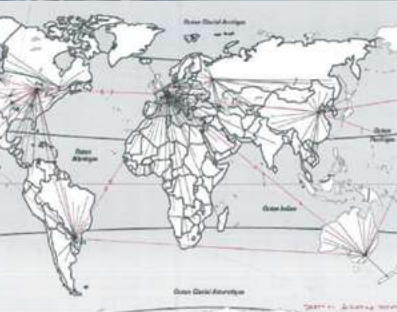 Océan Glacial Arctique
Océan
Atlantique
Océan
Pacifique
Océan Indien
Océan Glacial Antarctique